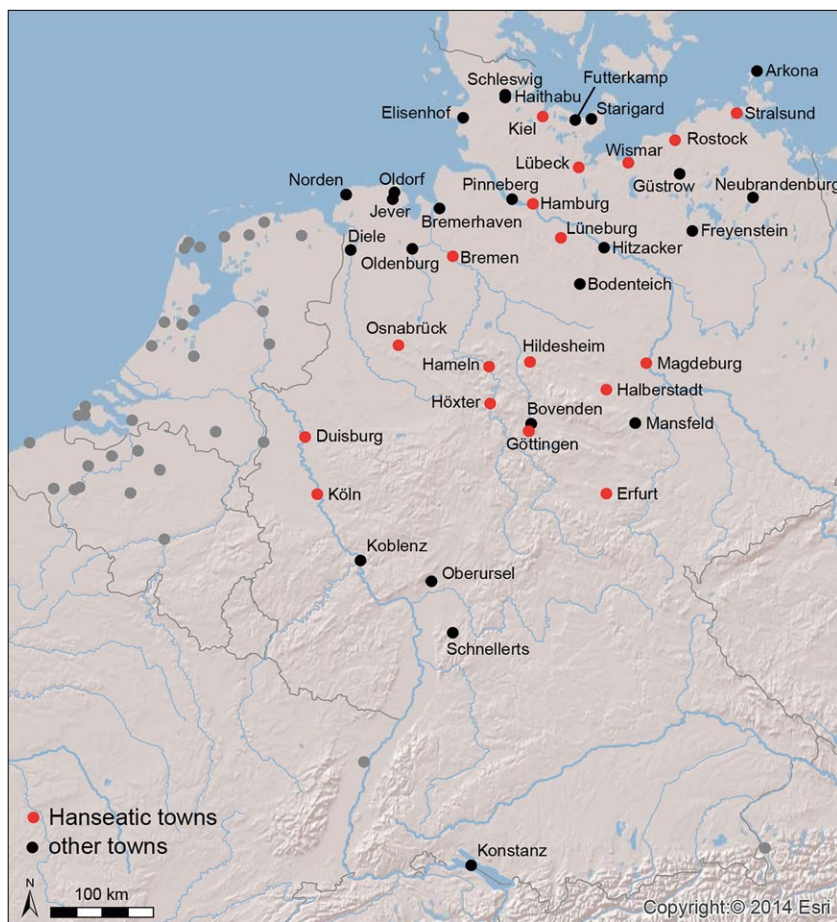 Arkona
Schleswig
Futterkamp
Haithabu
Elisenhof
Starigard
Stralsund
Kiel
Rostock
Wismar
Lübeck
Güstrow
Norden
Oldorf
Pinneberg
Neubrandenburg
Jever
Hamburg
Bremerhaven
Lüneburg
Freyenstein
Diele
Hitzacker
Oldenburg
Bremen
Bodenteich
Osnabrück
Hildesheim
Hameln
Magdeburg
Halberstadt
Höxter
Bovenden
Mansfeld
Duisburg
Göttingen
Köln
Erfurt
Koblenz
Oberursel
Schnellerts
Hanseatic towns
other towns
Konstanz
N
100 km
Copyright:© 2014 Esri